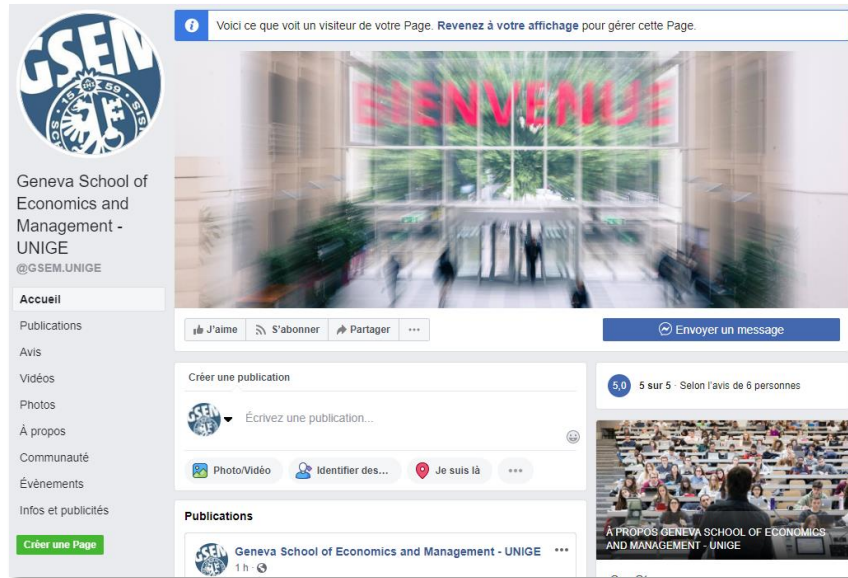 Voici ce que voit un visiteur de votre Page. Revenez à votre affichage pour gérer cette Page.
GSEM
1559
BIENVENUE
Geneva School of
Economics and
Management -
UNIGE
@GSEM.UNIGE
Accueil
Publications
Avis
Vidéos
Photos
À propos
Communauté
Évènements
Infos et publicités
Créer une Page
J'aime
S'abonner
Partager
Envoyer un message
Créer une publication
Écrivez une publication...
Photo/Vidéo
Identifier des...
Je suis là
Publications
Geneva School of Economics and Management - UNIGE
1 h
5,0
5 sur 5 · Selon l'avis de 6 personnes
À PROPOS GENEVA SCHOOL OF ECONOMICS
AND MANAGEMENT - UNIGE